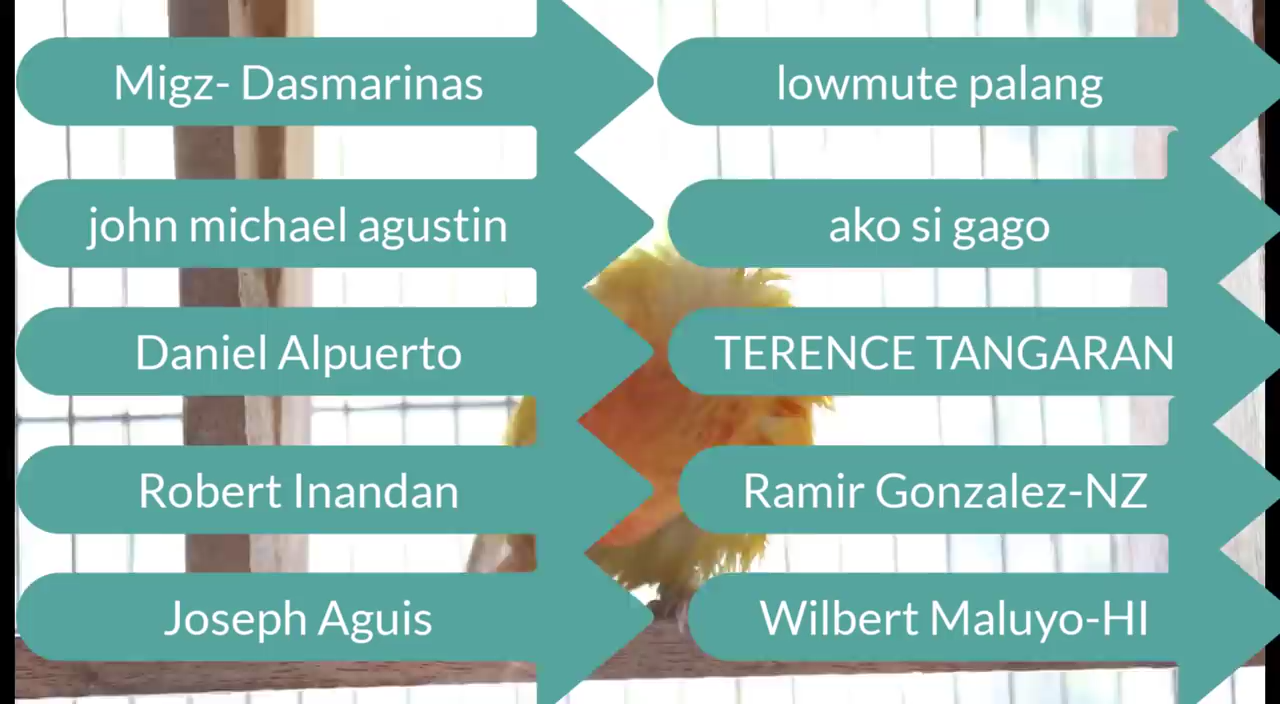 Migz- Dasmarinas
lowmute palang
john michael agustin
ako si gago
Daniel Alpuerto
TERENCE TANGARAN
Robert Inandan
Ramir Gonzalez-NZ
Joseph Aguis
Wilbert Maluyo-HI